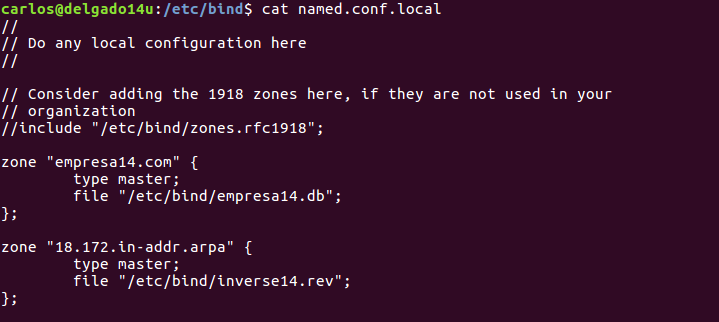 carlos@delgado14u:/etc/bind$ cat named.conf.local
//
// Do any local configuration here
//
// Consider adding the 1918 zones here, if they are not used in your
// organization
//include "/etc/bind/zones.rfc1918";
zone "empresa14.com" {
        type master;
        file "/etc/bind/empresa14.db";
};
zone "18.172.in-addr.arpa" {
        type master;
        file "/etc/bind/inverse14.rev";
};